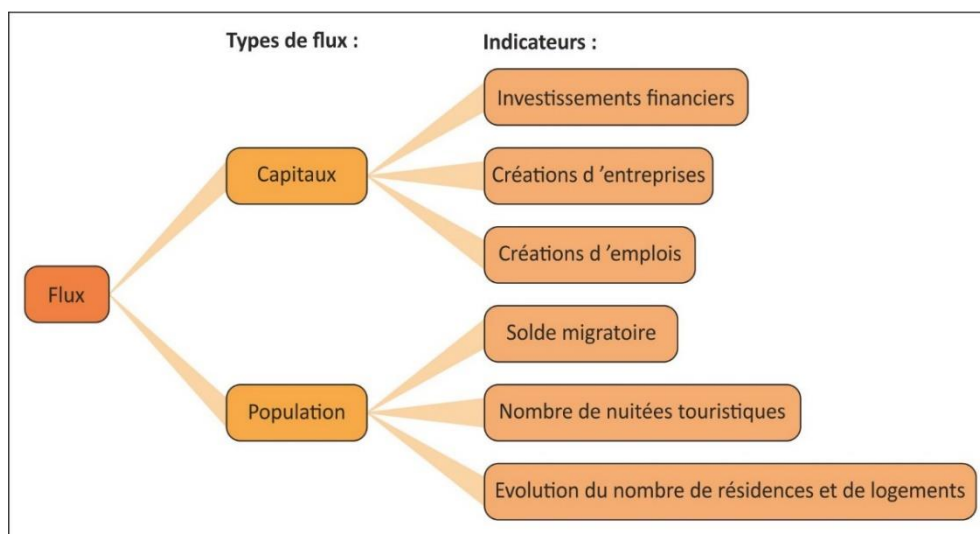 Types de flux :
Indicateurs :
Investissements financiers
Capitaux
Créations d ’entreprises
Créations d ’emplois
Flux
Solde migratoire
Population
Nombre de nuitées touristiques
Evolution du nombre de résidences et de logements